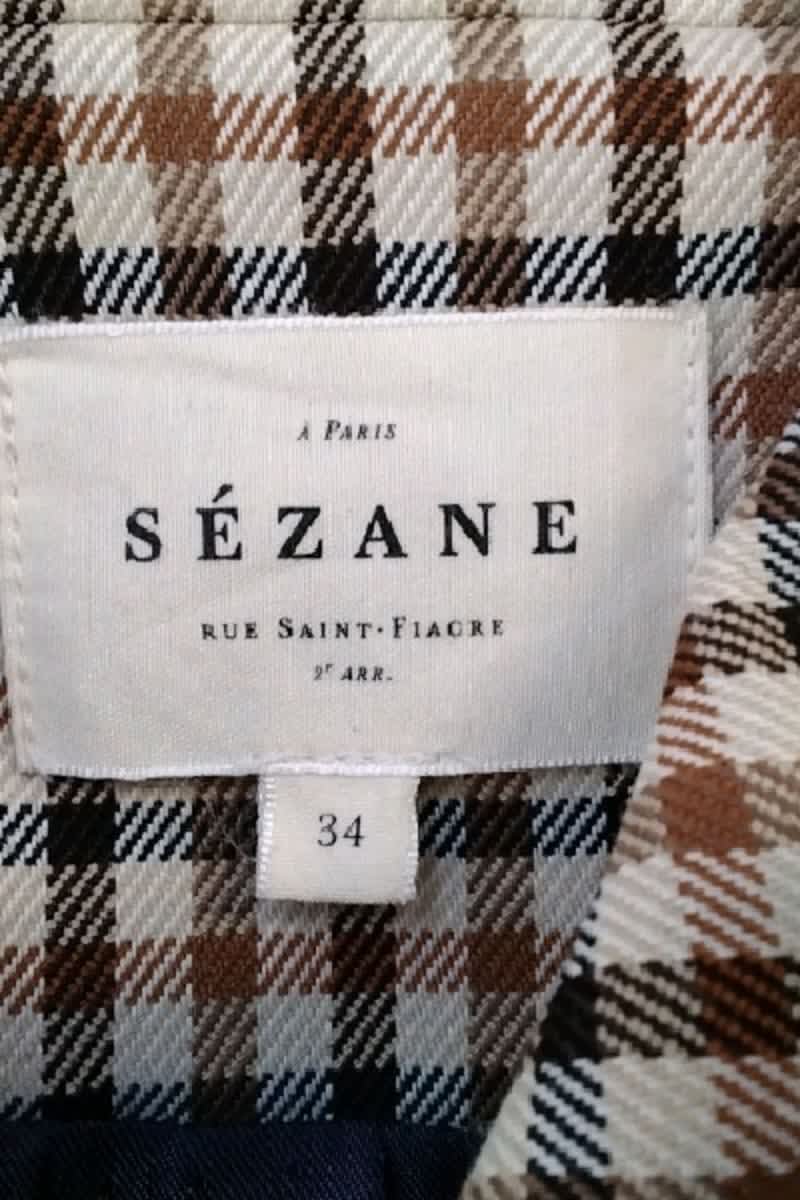 À PARIS
SÉZANE
RUE SAINT-FIACRE
2E ARR.
34